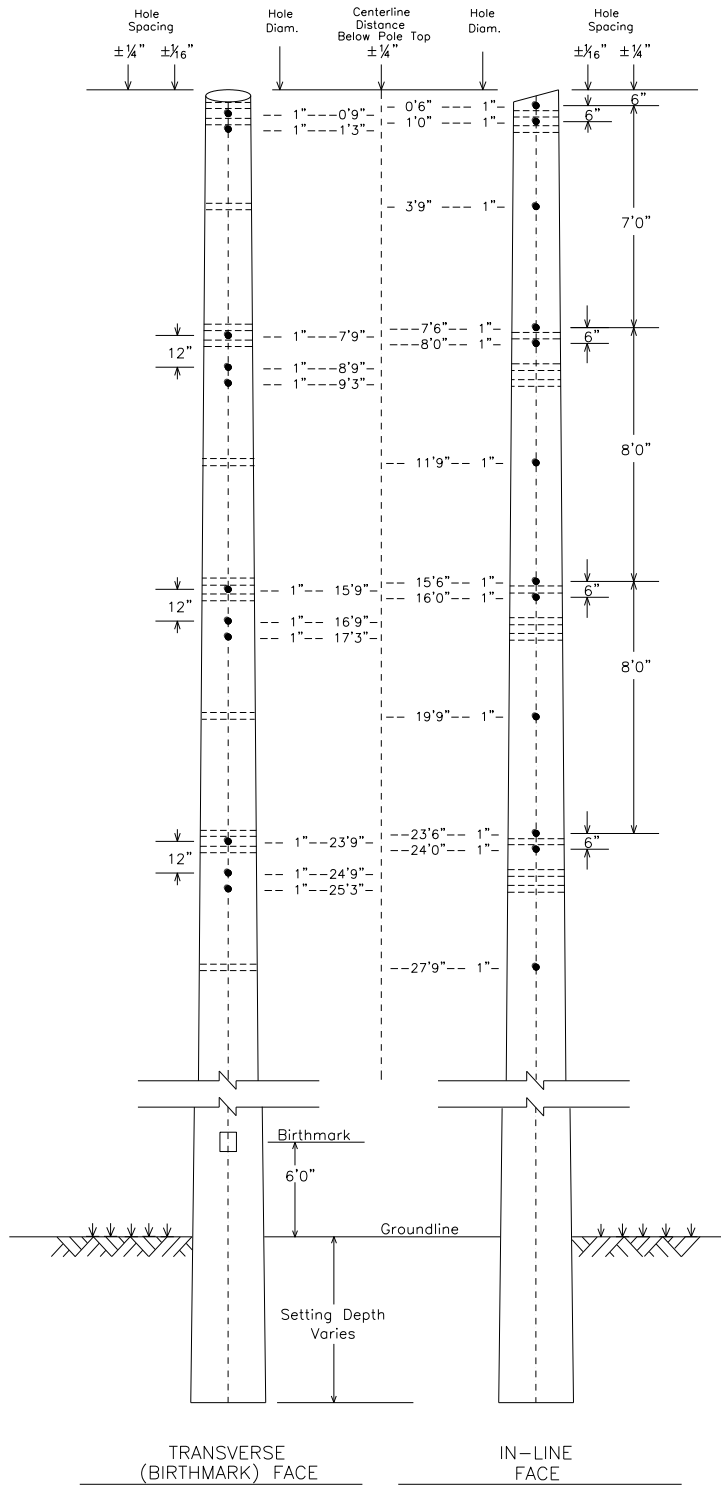 Hole
Spacing
±¼" ±1/16"
Hole
Diam.
Centerline
Distance
Below Pole Top
±¼"
Hole
Diam.
Hole
Spacing
±1/16" ±¼"
0'6" 1"
6"
1" 0'9"
1'0" 1"
6"
1" 1'3"
3'9" 1"
7'0"
7'6" 1"
1" 7'9"
6"
8'0" 1"
12"
1" 8'9"
1" 9'3"
8'0"
11'9" 1"
15'6" 1"
1" 15'9"
6"
16'0" 1"
12"
1" 16'9"
1" 17'3"
8'0"
19'9" 1"
23'6" 1"
1" 23'9"
6"
24'0" 1"
12"
1" 24'9"
1" 25'3"
27'9" 1"
Birthmark
6'0"
Groundline
Setting Depth
Varies
TRANSVERSE
(BIRTHMARK) FACE
IN-LINE
FACE